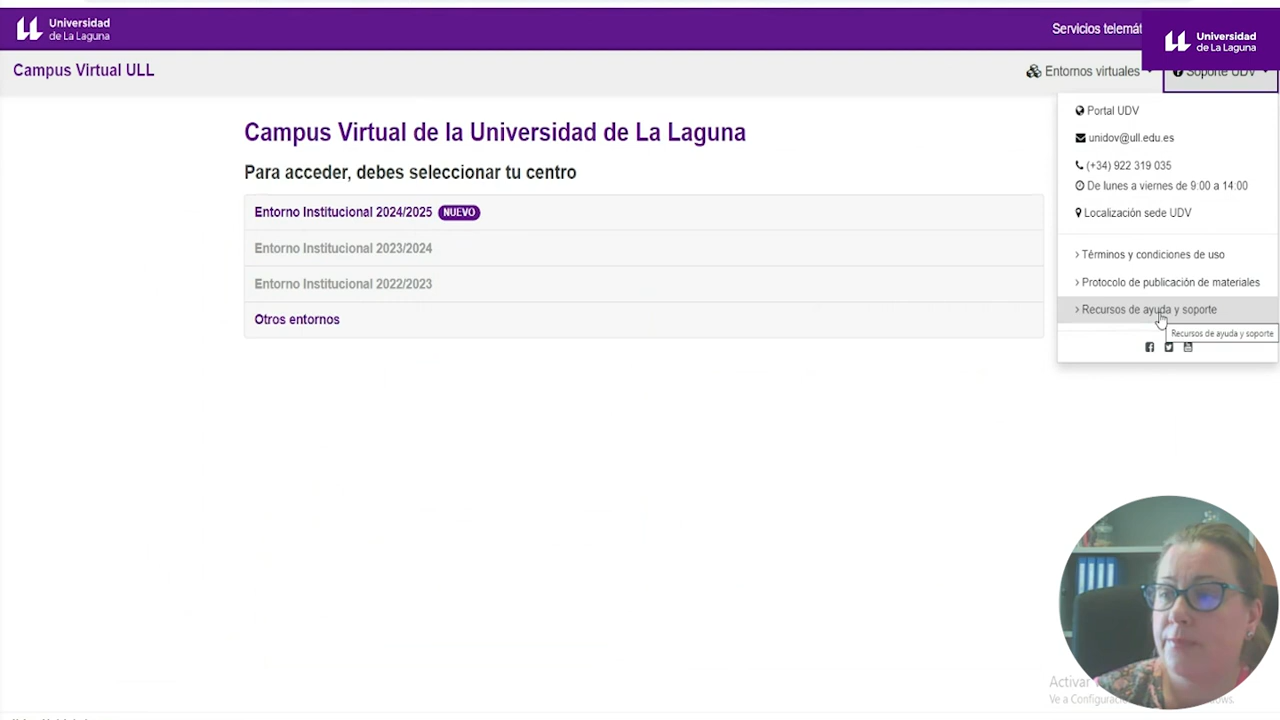 Universidad
de La Laguna
Servicios telemát
Universidad
de La Laguna
Campus Virtual ULL
Entornos virtuales
Soporte UDV
Portal UDV
unidov@ull.edu.es
(+34) 922 319 035
De lunes a viernes de 9:00 a 14:00
Localización sede UDV
> Términos y condiciones de uso
> Protocolo de publicación de materiales
> Recursos de ayuda y soporte
Recursos de ayuda y soporte
Campus Virtual de la Universidad de La Laguna
Para acceder, debes seleccionar tu centro
Entorno Institucional 2024/2025 NUEVO
Entorno Institucional 2023/2024
Entorno Institucional 2022/2023
Otros entornos
Activar
Ve a Configurac